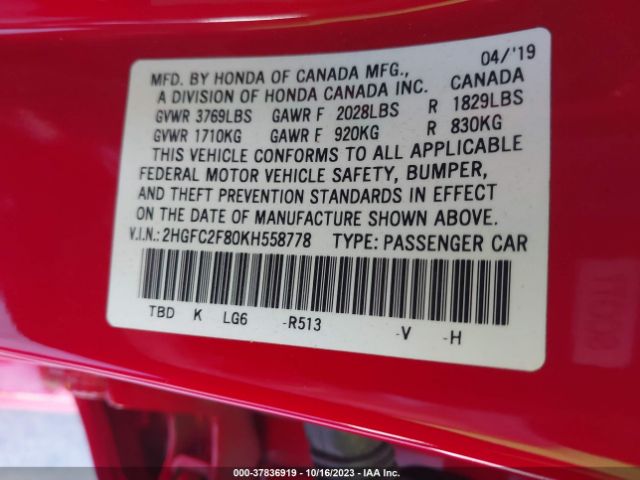 04/'19
MFD. BY HONDA OF CANADA MFG.,
A DIVISION OF HONDA CANADA INC. CANADA
GVWR 3769LBS GAWR F 2028LBS R 1829LBS
GVWR 1710KG GAWR F 920KG R 830KG
THIS VEHICLE CONFORMS TO ALL APPLICABLE
FEDERAL MOTOR VEHICLE SAFETY, BUMPER,
AND THEFT PREVENTION STANDARDS IN EFFECT
ON THE DATE OF MANUFACTURE SHOWN ABOVE.
V.I.N.: 2HGFC2F80KH558778 TYPE: PASSENGER CAR
TBD K LG6 -R513 -V -H
000-37836919 - 10/16/2023 - IAA Inc.